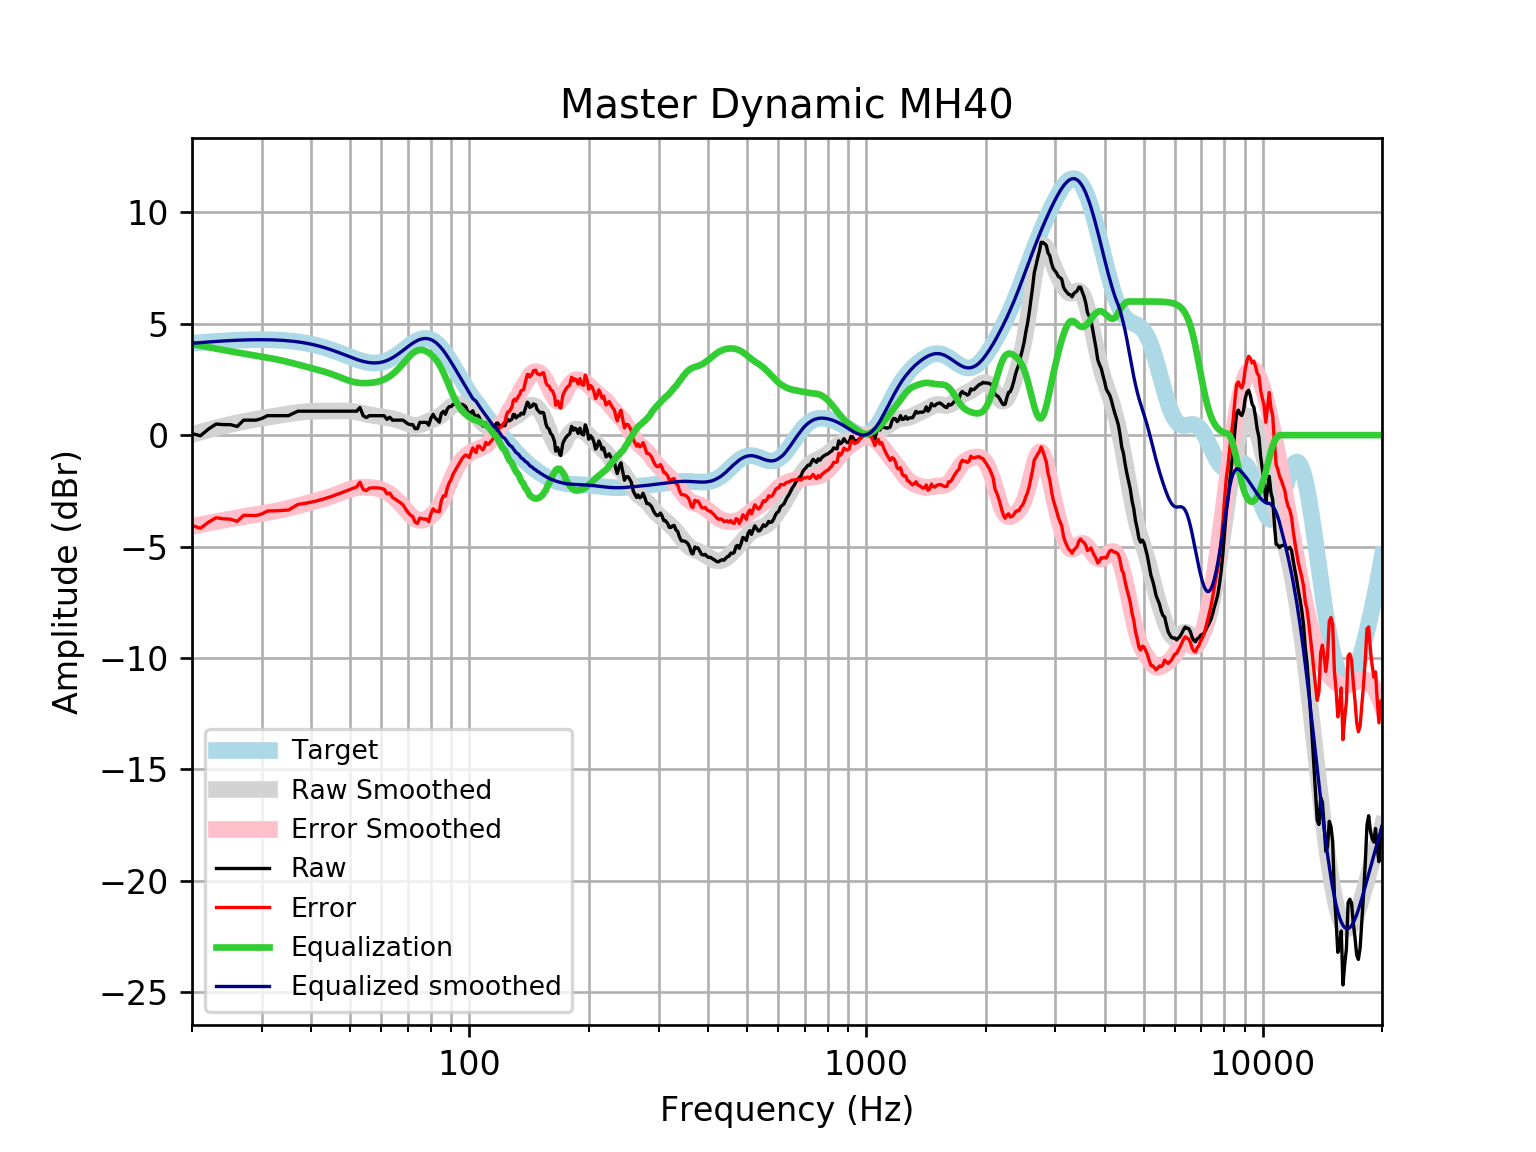 Master Dynamic MH40
Amplitude (dBr)
10
5
0
−5
−10
−15
−20
−25
Target
Raw Smoothed
Error Smoothed
Raw
Error
Equalization
Equalized smoothed
100
1000
10000
Frequency (Hz)